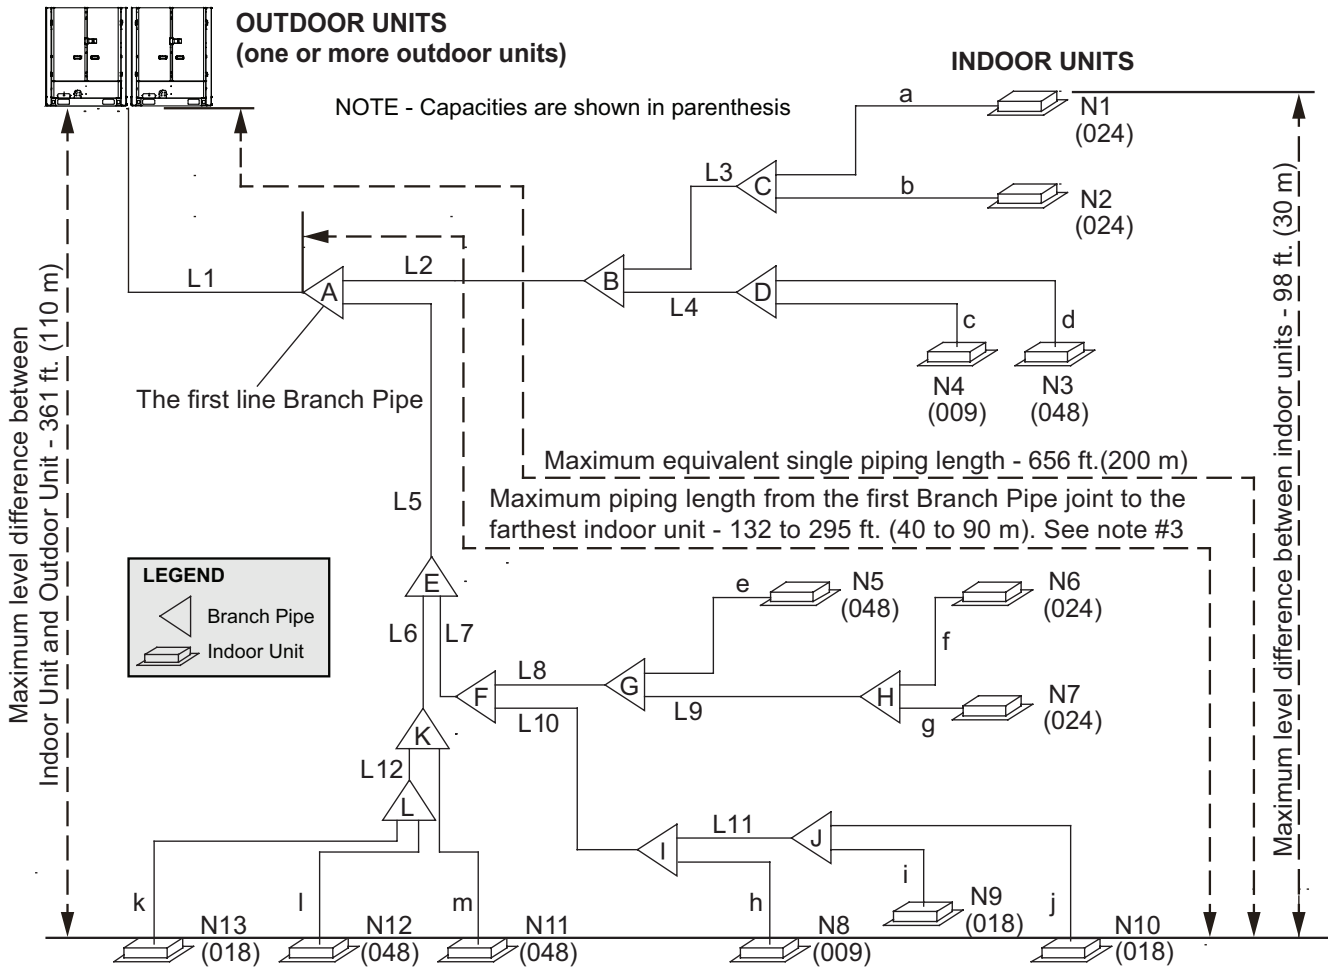 OUTDOOR UNITS
(one or more outdoor units)
INDOOR UNITS
NOTE - Capacities are shown in parenthesis
a
N1
(024)
L3
C
b
N2
(024)
L1
A
L2
B
L4
D
c
d
N4
(009)
N3
(048)
The first line Branch Pipe
Maximum level difference between
Indoor Unit and Outdoor Unit - 361 ft. (110 m)
Maximum level difference between indoor units - 98 ft. (30 m)
Maximum equivalent single piping length - 656 ft.(200 m)
Maximum piping length from the first Branch Pipe joint to the
farthest indoor unit - 132 to 295 ft. (40 to 90 m). See note #3
L5
LEGEND
Branch Pipe
Indoor Unit
E
L6
L7
e
N5
(048)
N6
(024)
f
L8
G
F
L9
H
N7
(024)
g
L10
K
L12
L
L11
J
I
k
l
m
h
i
j
N13
(018)
N12
(048)
N11
(048)
N8
(009)
N9
(018)
N10
(018)